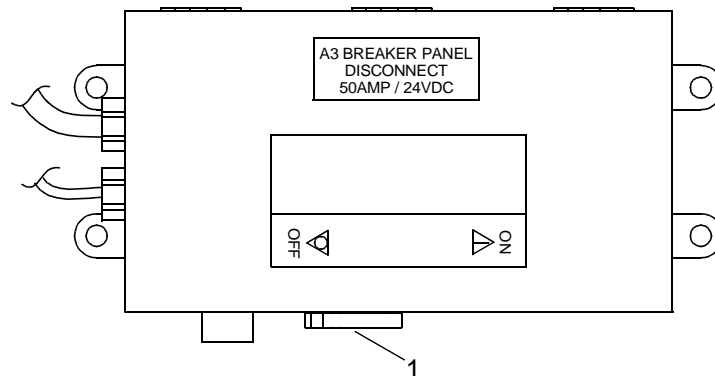 A3 BREAKER PANEL
DISCONNECT
50AMP / 24VDC
OFF
ON
1